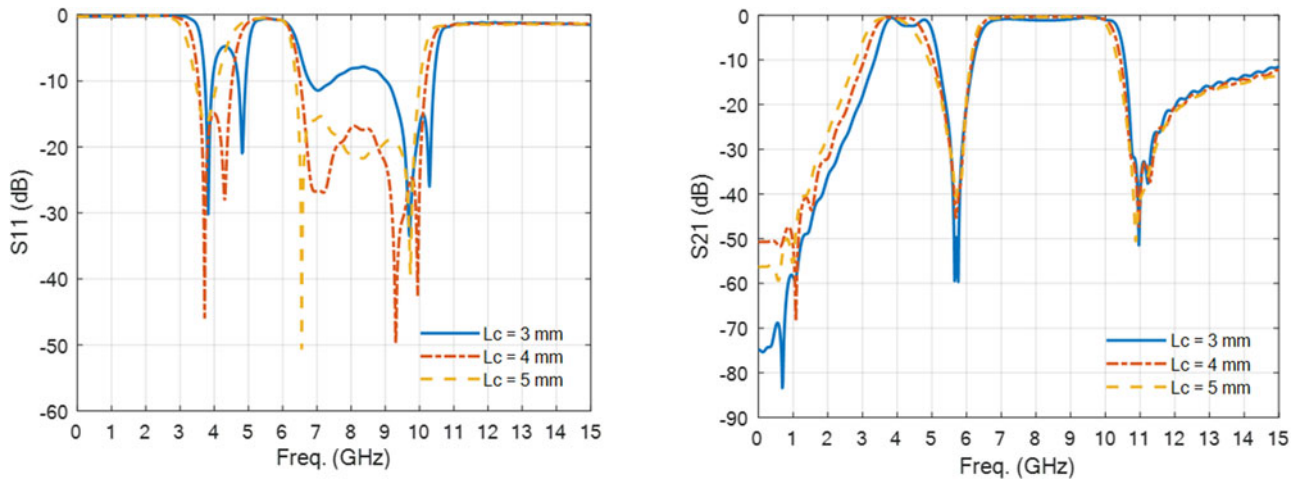 0
-10
-20
-30
-40
-50
-60
S11 (dB)
Lc = 3 mm
Lc = 4 mm
Lc = 5 mm
0 1 2 3 4 5 6 7 8 9 10 11 12 13 14 15
Freq. (GHz)
0
-10
-20
-30
-40
-50
-60
-70
-80
-90
S21 (dB)
Lc = 3 mm
Lc = 4 mm
Lc = 5 mm
0 1 2 3 4 5 6 7 8 9 10 11 12 13 14 15
Freq. (GHz)